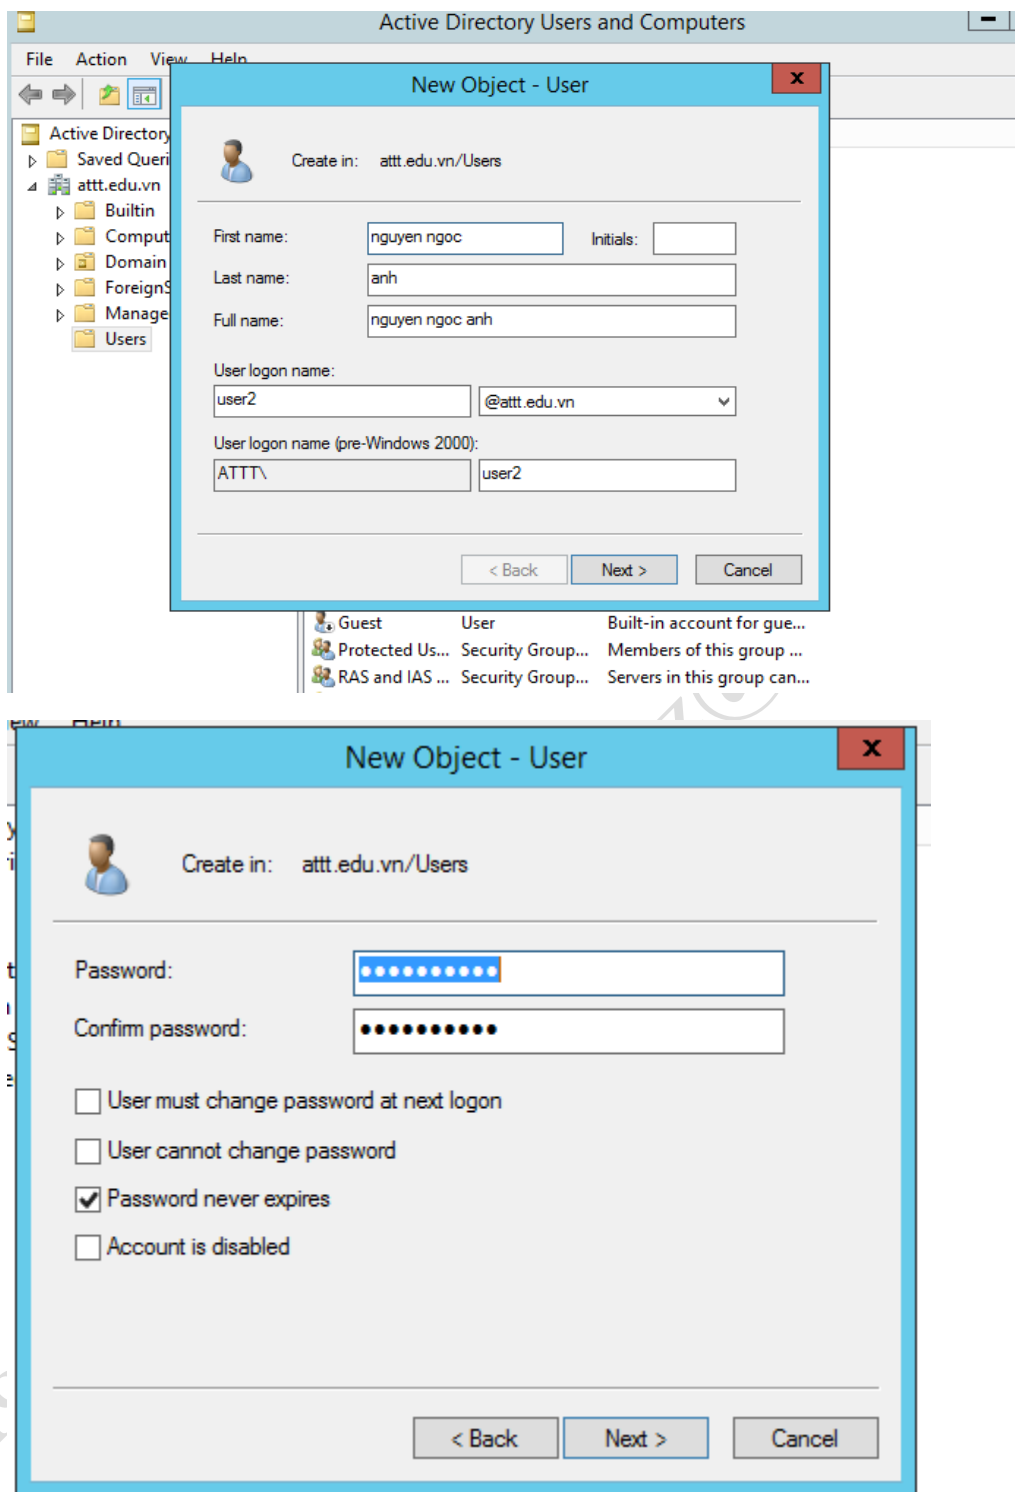 Active Directory Users and Computers
File Action View Help
New Object - User
X
Active Directory
Saved Queri
attt.edu.vn
Builtin
Comput
Domain
ForeignS
Manage
Users
Create in: attt.edu.vn/Users
First name: nguyen ngoc Initials:
Last name: anh
Full name: nguyen ngoc anh
User logon name:
user2 @attt.edu.vn
User logon name (pre-Windows 2000):
ATTT\ user2
< Back Next > Cancel
Guest User Built-in account for gue...
Protected Us... Security Group... Members of this group ...
RAS and IAS ... Security Group... Servers in this group can...
Help
New Object - User
X
Create in: attt.edu.vn/Users
Password: ●●●●●●●●●●
Confirm password: ●●●●●●●●●●
User must change password at next logon
User cannot change password
Password never expires
Account is disabled
< Back Next > Cancel